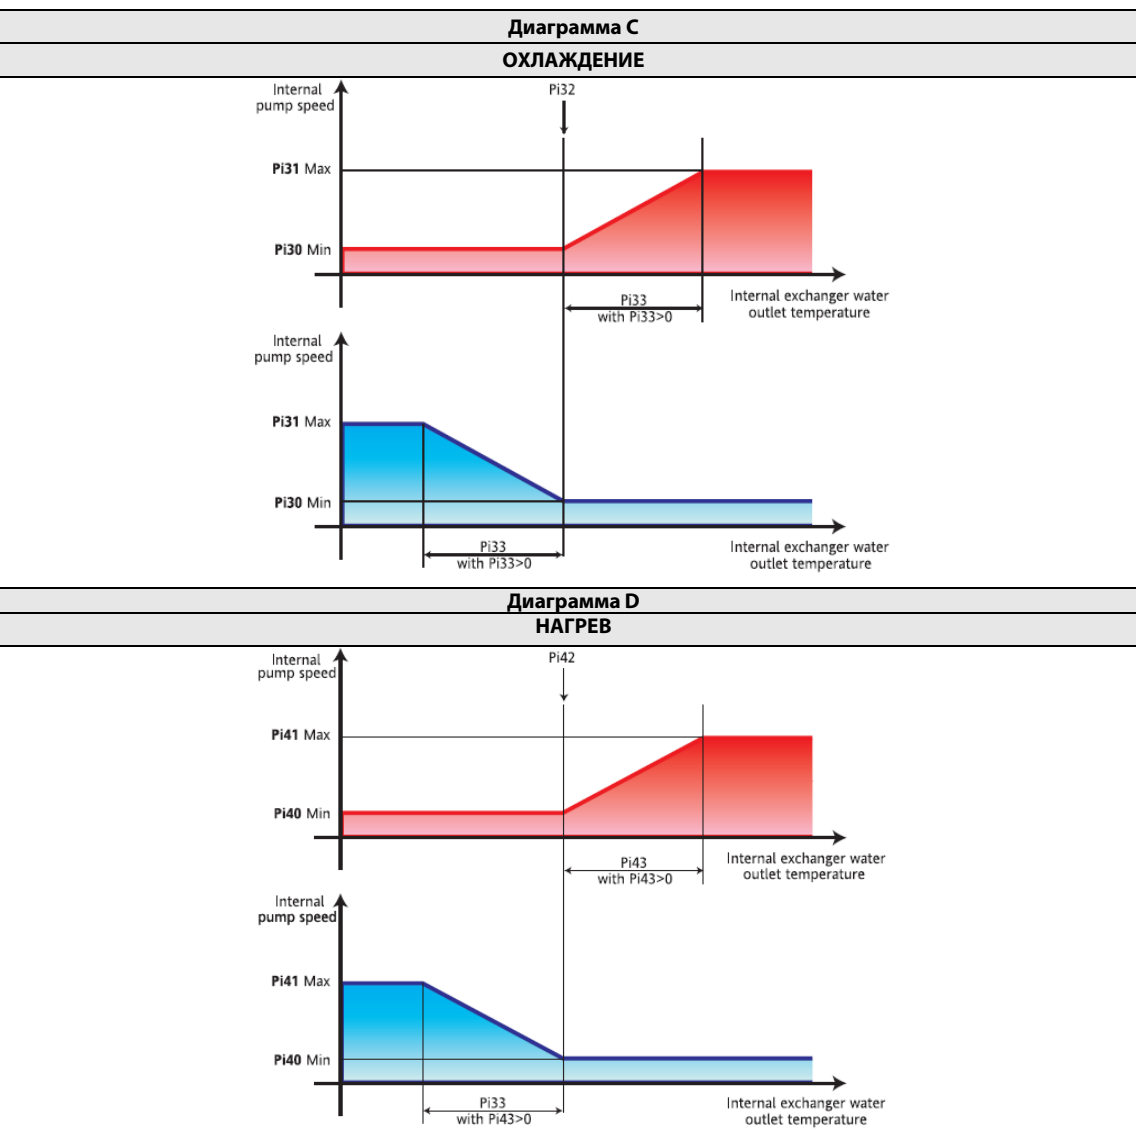 Диаграмма C
ОХЛАЖДЕНИЕ
Internal
pump speed
Pi32
Pi31 Max
Pi30 Min
Pi33
with Pi33>0
Internal exchanger water
outlet temperature
Internal
pump speed
Pi31 Max
Pi30 Min
Pi33
with Pi33>0
Internal exchanger water
outlet temperature
Диаграмма D
НАГРЕВ
Internal
pump speed
Pi42
Pi41 Max
Pi40 Min
Pi43
with Pi43>0
Internal exchanger water
outlet temperature
Internal
pump speed
Pi41 Max
Pi40 Min
Pi33
with Pi43>0
Internal exchanger water
outlet temperature